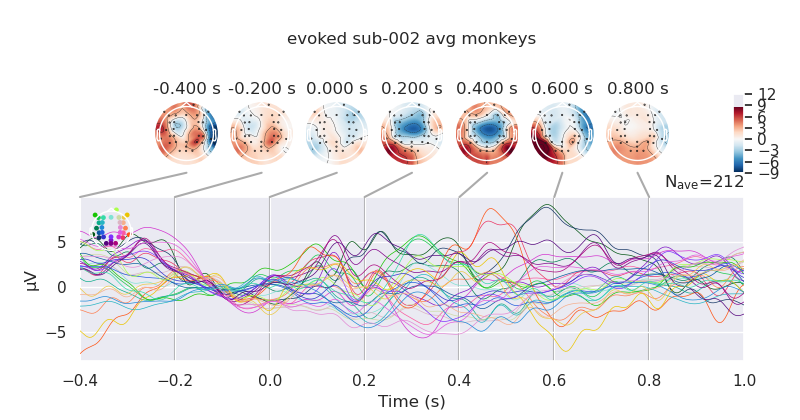 evoked sub-002 avg monkeys
-0.400 s -0.200 s 0.000 s 0.200 s 0.400 s 0.600 s 0.800 s
12
9
6
3
0
−3
−6
−9
Nave=212
μV
5
0
−5
−0.4 −0.2 0.0 0.2 0.4 0.6 0.8 1.0
Time (s)